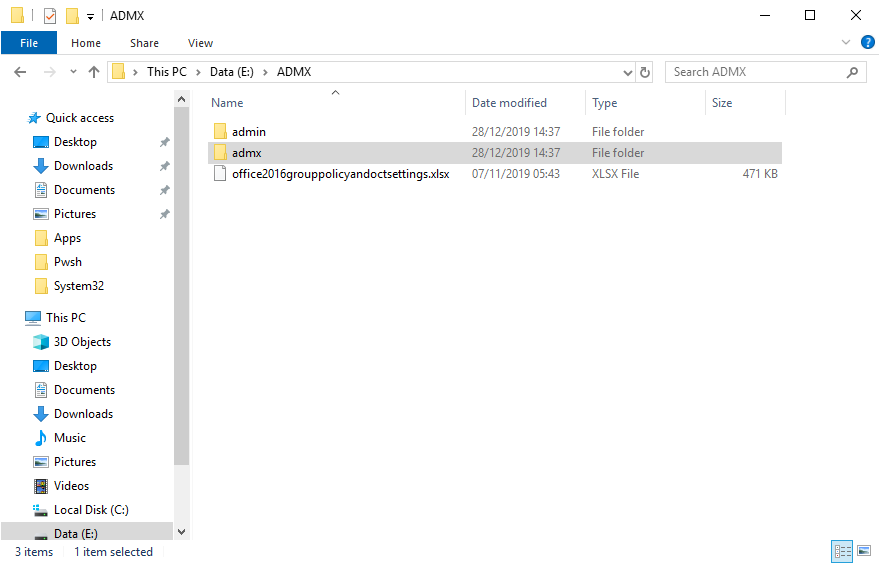 ADMX
File Home Share View
This PC Data (E:) ADMX
Search ADMX
Name Date modified Type Size
Quick access
Desktop
Downloads
Documents
Pictures
Apps
Pwsh
System32
This PC
3D Objects
Desktop
Documents
Downloads
Music
Pictures
Videos
Local Disk (C:)
Data (E:)
admin 28/12/2019 14:37 File folder
admx 28/12/2019 14:37 File folder
office2016grouppolicyandoctsettings.xlsx 07/11/2019 05:43 XLSX File 471 KB
3 items 1 item selected